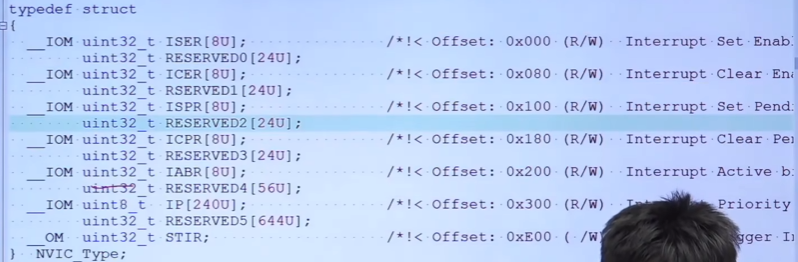 typedef struct
{
__IOM uint32_t ISER[8U]; /*!< Offset: 0x000 (R/W) Interrupt Set Enab
uint32_t RESERVED0[24U];
__IOM uint32_t ICER[8U]; /*!< Offset: 0x080 (R/W) Interrupt Clear En
uint32_t RSERVED1[24U];
__IOM uint32_t ISPR[8U]; /*!< Offset: 0x100 (R/W) Interrupt Set Pend
uint32_t RESERVED2[24U];
__IOM uint32_t ICPR[8U]; /*!< Offset: 0x180 (R/W) Interrupt Clear Pe
uint32_t RESERVED3[24U];
__IOM uint32_t IABR[8U]; /*!< Offset: 0x200 (R/W) Interrupt Active b
uint32_t RESERVED4[56U];
__IOM uint8_t IP[240U]; /*!< Offset: 0x300 (R/W) Priority
uint32_t RESERVED5[644U];
__OM uint32_t STIR; /*!< Offset: 0xE00 ( /W) gger In
} NVIC_Type;